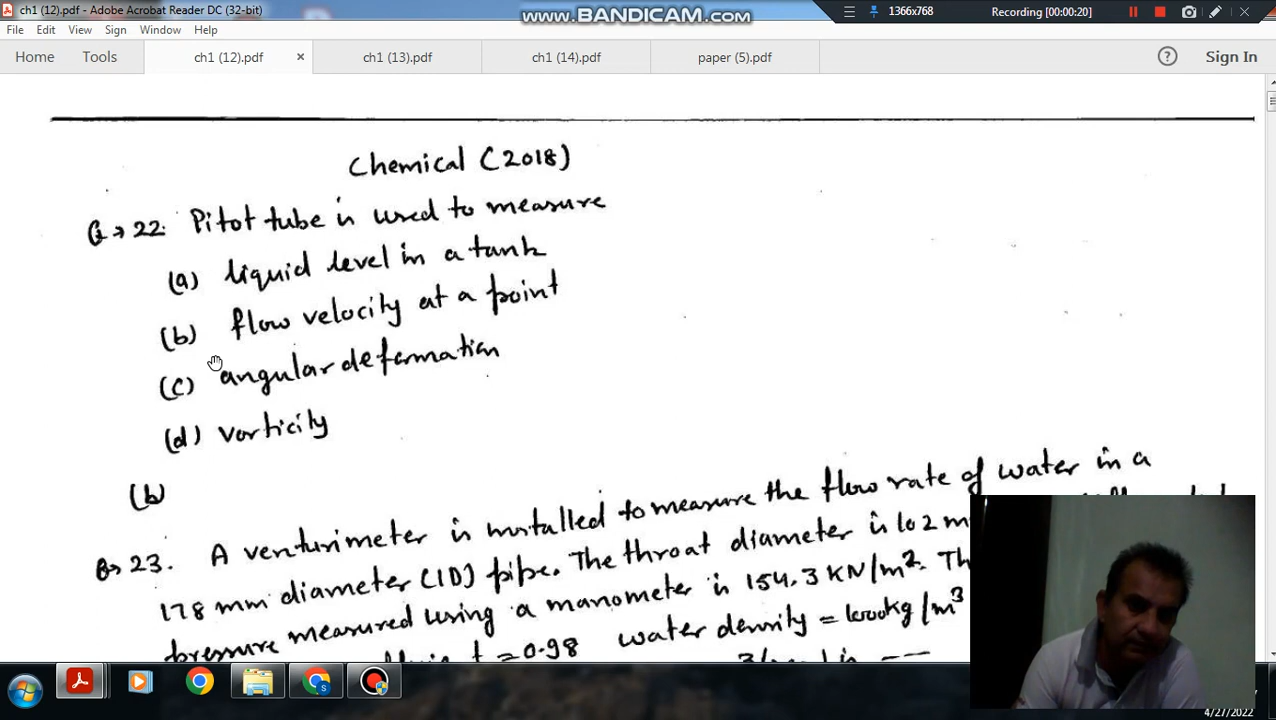 ch1 (12).pdf - Adobe Acrobat Reader DC (32-bit)
www.BANDICAM.com
1366x768
Recording [00:00:20]
File Edit View Sign Window Help
Home Tools ch1 (12).pdf × ch1 (13).pdf ch1 (14).pdf paper (5).pdf ? Sign In
Chemical (2018)
Q→22. Pitot tube is used to measure
(a) liquid level in a tank
(b) flow velocity at a point
(c) angular deformation
(d) vorticity
(b)
Q→23. A venturimeter is installed to measure the flow rate of water in a
178 mm diameter (ID) pipe. The throat diameter is 102 m
pressure measured using a manometer is 154.3 KN/m². Th
t = 0.98 water density = 1000kg/m³
is ---
4/27/2022